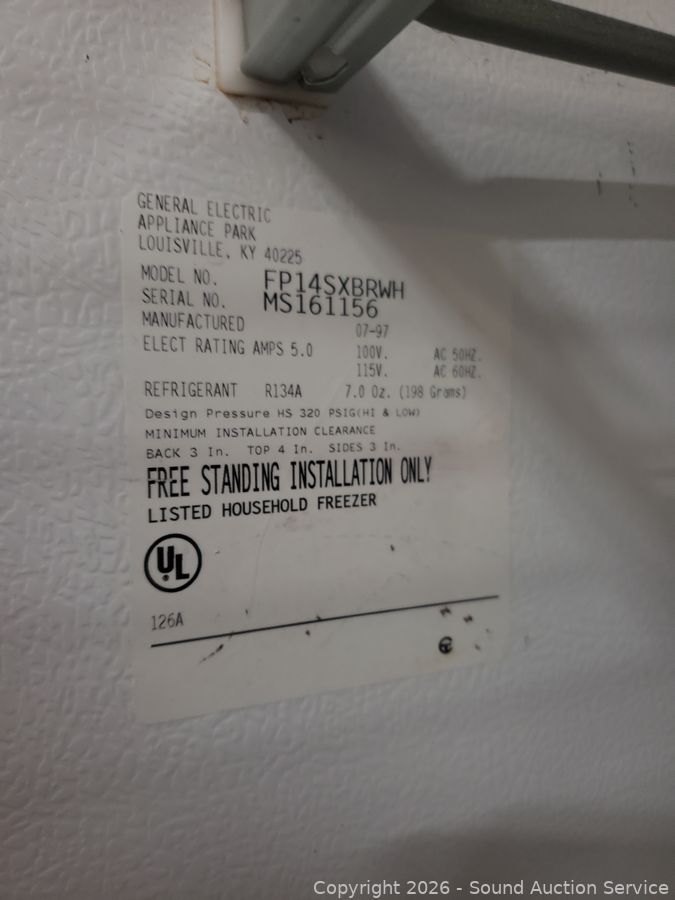 GENERAL ELECTRIC
APPLIANCE PARK
LOUISVILLE, KY 40225
MODEL NO. FP14SXBRWH
SERIAL NO. MS161156
MANUFACTURED 07-97
ELECT RATING AMPS 5.0 100V. AC 50HZ.
115V. AC 60HZ.
REFRIGERANT R134A 7.0 Oz. (198 Grams)
Design Pressure HS 320 PSIG(HI & LOW)
MINIMUM INSTALLATION CLEARANCE
BACK 3 In. TOP 4 In. SIDES 3 In.
FREE STANDING INSTALLATION ONLY
LISTED HOUSEHOLD FREEZER
UL
126A
Copyright 2026 - Sound Auction Service